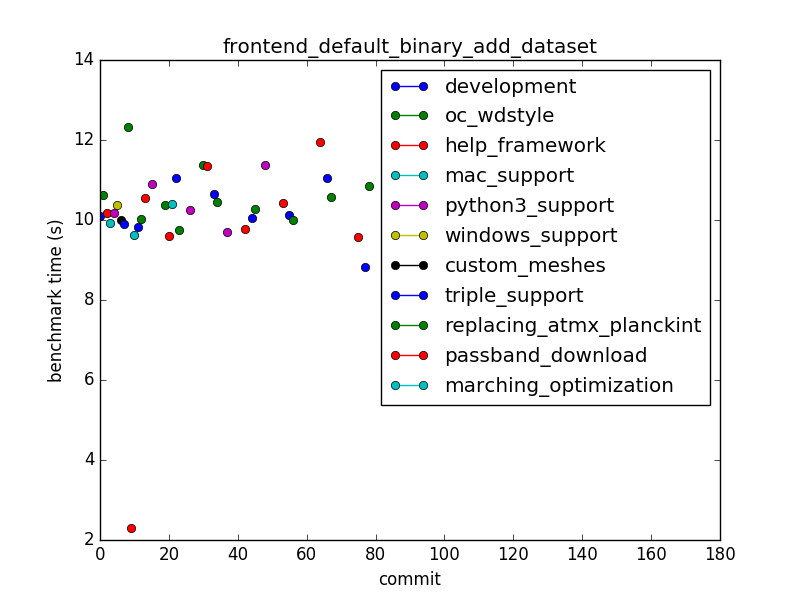 frontend_default_binary_add_dataset
14
12
10
8
6
4
2
benchmark time (s)
development
oc_wdstyle
help_framework
mac_support
python3_support
windows_support
custom_meshes
triple_support
replacing_atmx_planckint
passband_download
marching_optimization
0 20 40 60 80 100 120 140 160 180
commit